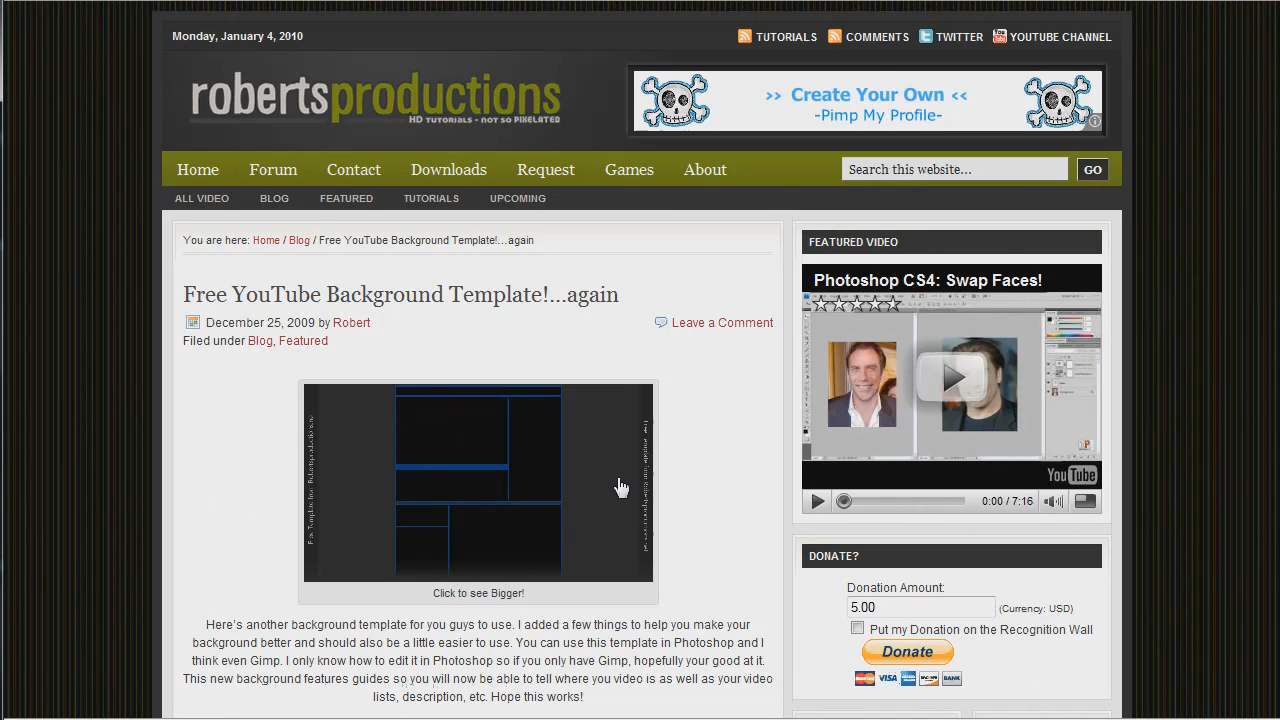 Monday, January 4, 2010
TUTORIALS COMMENTS TWITTER YOUTUBE CHANNEL
robertsproductions
HD TUTORIALS - NOT SO PIXELATED
>> Create Your Own <<
-Pimp My Profile-
Home Forum Contact Downloads Request Games About
Search this website...
GO
ALL VIDEO BLOG FEATURED TUTORIALS UPCOMING
You are here: Home / Blog / Free YouTube Background Template!...again
Free YouTube Background Template!...again
December 25, 2009 by Robert
Leave a Comment
Filed under Blog, Featured
Click to see Bigger!
Here's another background template for you guys to use. I added a few things to help you make your
background better and should also be a little easier to use. You can use this template in Photoshop and I
think even Gimp. I only know how to edit it in Photoshop so if you only have Gimp, hopefully your good at it.
This new background features guides so you will now be able to tell where you video is as well as your video
lists, description, etc. Hope this works!
FEATURED VIDEO
Photoshop CS4: Swap Faces!
YouTube
0:00 / 7:16
DONATE?
Donation Amount:
5.00
(Currency: USD)
Put my Donation on the Recognition Wall
Donate
VISA
BANK